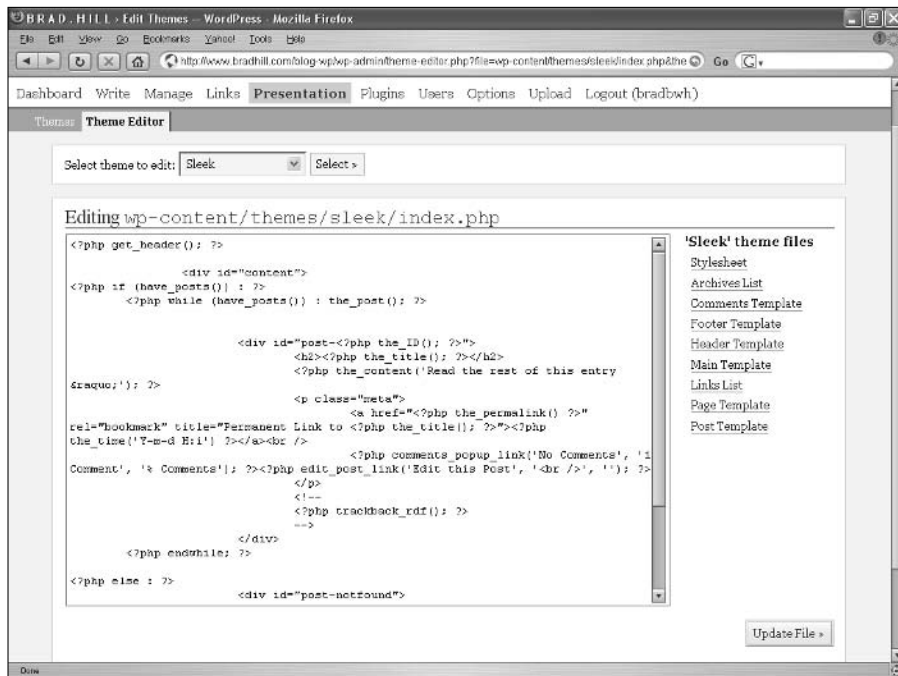 BRAD.HILL › Edit Themes — WordPress - Mozilla Firefox
File Edit View Go Bookmarks Yahoo! Tools Help
http://www.bradhill.com/blog-wp/wp-admin/theme-editor.php?file=wp-content/themes/sleek/index.php&the Go G
Dashboard Write Manage Links Presentation Plugins Users Options Upload Logout (bradbwh)
Themes Theme Editor
Select theme to edit: Sleek Select »
Editing wp-content/themes/sleek/index.php
<?php get_header(); ?>
<div id="content">
<?php if (have_posts()) : ?>
<?php while (have_posts()) : the_post(); ?>
<div id="post-<?php the_ID(); ?>">
<h2><?php the_title(); ?></h2>
<?php the_content('Read the rest of this entry
&raquo;'); ?>
<p class="meta">
<a href="<?php the_permalink() ?>"
rel="bookmark" title="Permanent Link to <?php the_title(); ?>"><?php
the_time('Y-m-d H:i') ?></a><br />
<?php comments_popup_link('No Comments', '1
Comment', '% Comments'); ?><?php edit_post_link('Edit this Post', '<br />', ''); ?>
</p>
<!--
<?php trackback_rdf(); ?>
-->
</div>
<?php endwhile; ?>
<?php else : ?>
<div id="post-notfound">
'Sleek' theme files
Stylesheet
Archives List
Comments Template
Footer Template
Header Template
Main Template
Links List
Page Template
Post Template
Update File »
Done